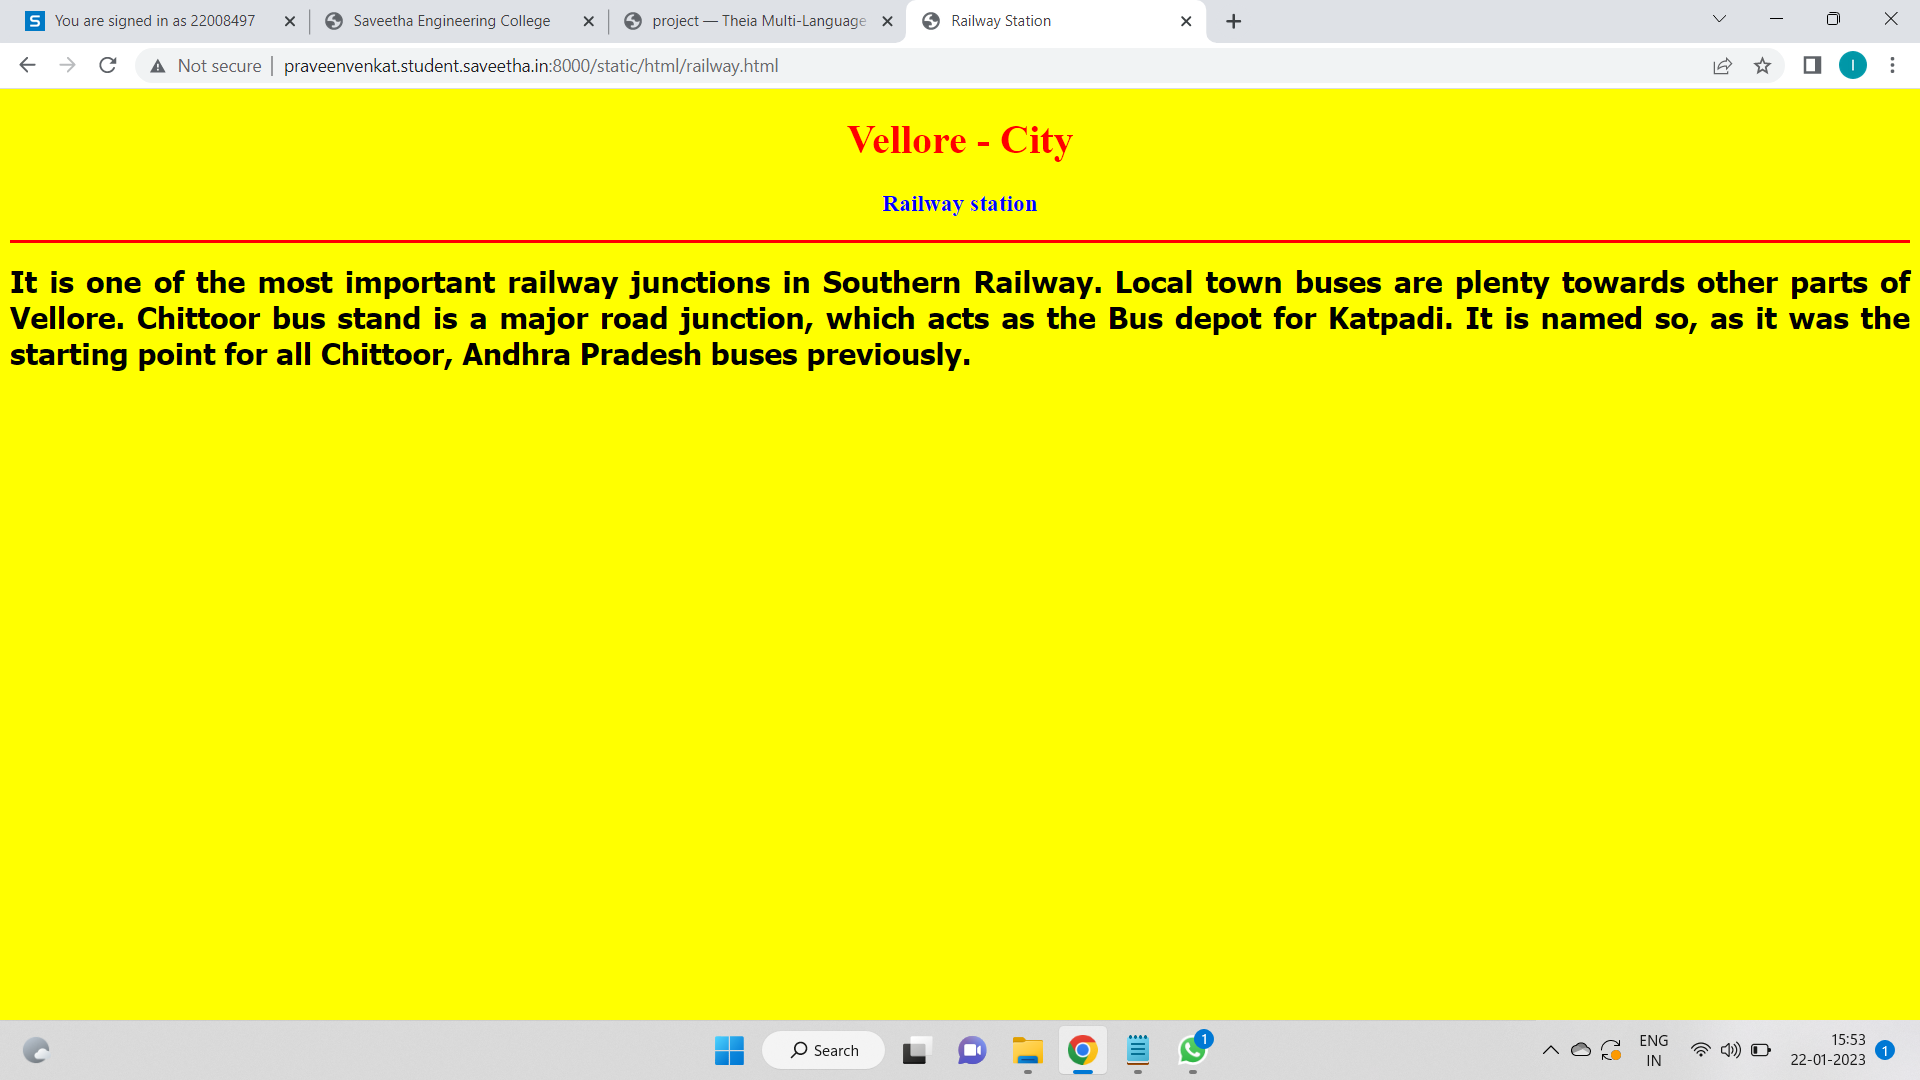 You are signed in as 22008497
Saveetha Engineering College
project — Theia Multi-Language
Railway Station
Not secure
praveenvenkat.student.saveetha.in:8000/static/html/railway.html
I
Vellore - City
Railway station
It is one of the most important railway junctions in Southern Railway. Local town buses are plenty towards other parts of
Vellore. Chittoor bus stand is a major road junction, which acts as the Bus depot for Katpadi. It is named so, as it was the
starting point for all Chittoor, Andhra Pradesh buses previously.
Search
1
ENG
IN
15:53
22-01-2023
1